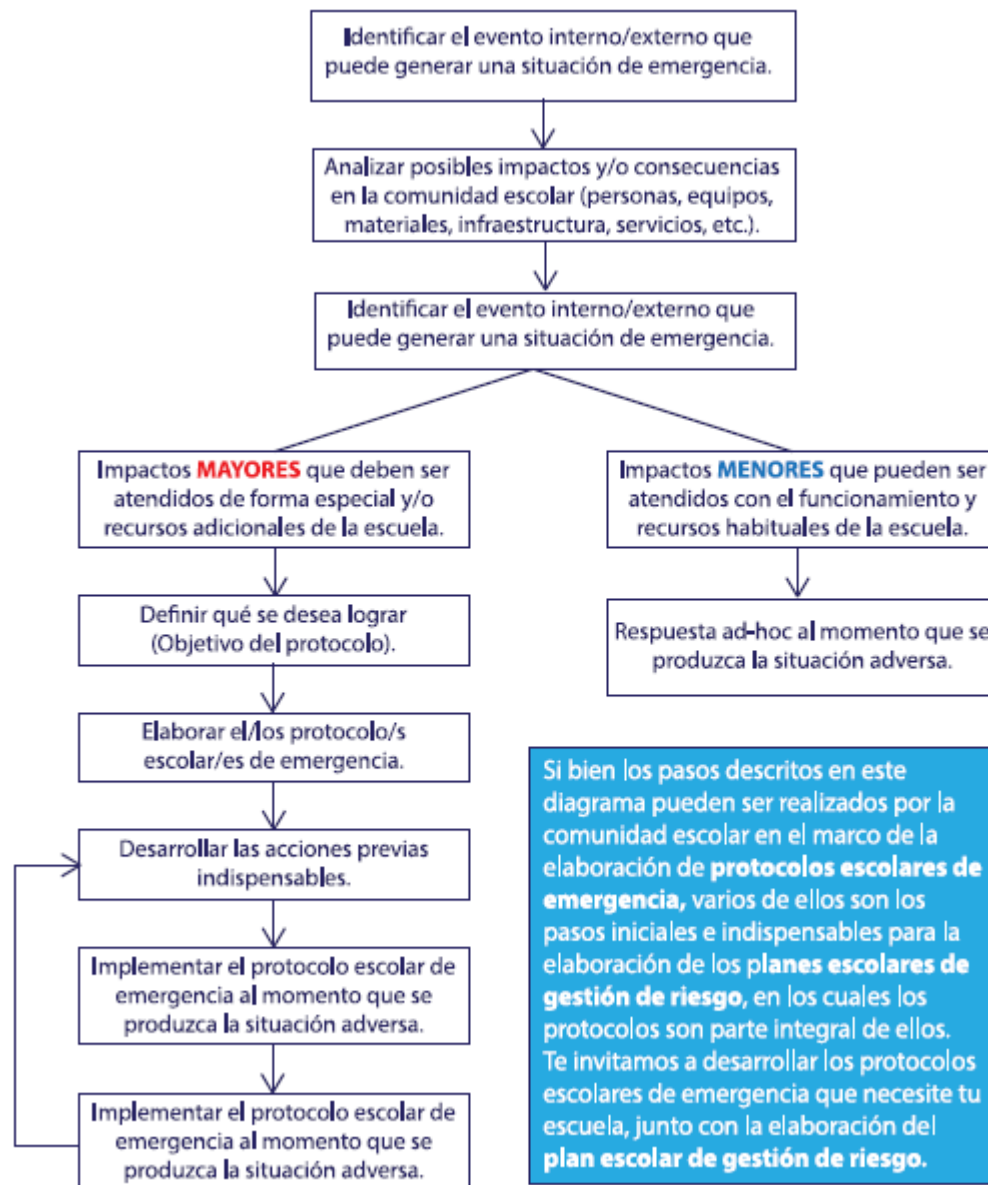 Identificar el evento interno/externo que
puede generar una situación de emergencia.
Analizar posibles impactos y/o consecuencias
en la comunidad escolar (personas, equipos,
materiales, infraestructura, servicios, etc.).
Identificar el evento interno/externo que
puede generar una situación de emergencia.
Impactos MAYORES que deben ser
atendidos de forma especial y/o
recursos adicionales de la escuela.
Definir qué se desea lograr
(Objetivo del protocolo).
Elaborar el/los protocolo/s
escolar/es de emergencia.
Desarrollar las acciones previas
indispensables.
Implementar el protocolo escolar de
emergencia al momento que se
produzca la situación adversa.
Implementar el protocolo escolar de
emergencia al momento que se
produzca la situación adversa.
Impactos MENORES que pueden ser
atendidos con el funcionamiento y
recursos habituales de la escuela.
Respuesta ad-hoc al momento que se
produzca la situación adversa.
Si bien los pasos descritos en este
diagrama pueden ser realizados por la
comunidad escolar en el marco de la
elaboración de protocolos escolares de
emergencia, varios de ellos son los
pasos iniciales e indispensables para la
elaboración de los planes escolares de
gestión de riesgo, en los cuales los
protocolos son parte integral de ellos.
Te invitamos a desarrollar los protocolos
escolares de emergencia que necesite tu
escuela, junto con la elaboración del
plan escolar de gestión de riesgo.